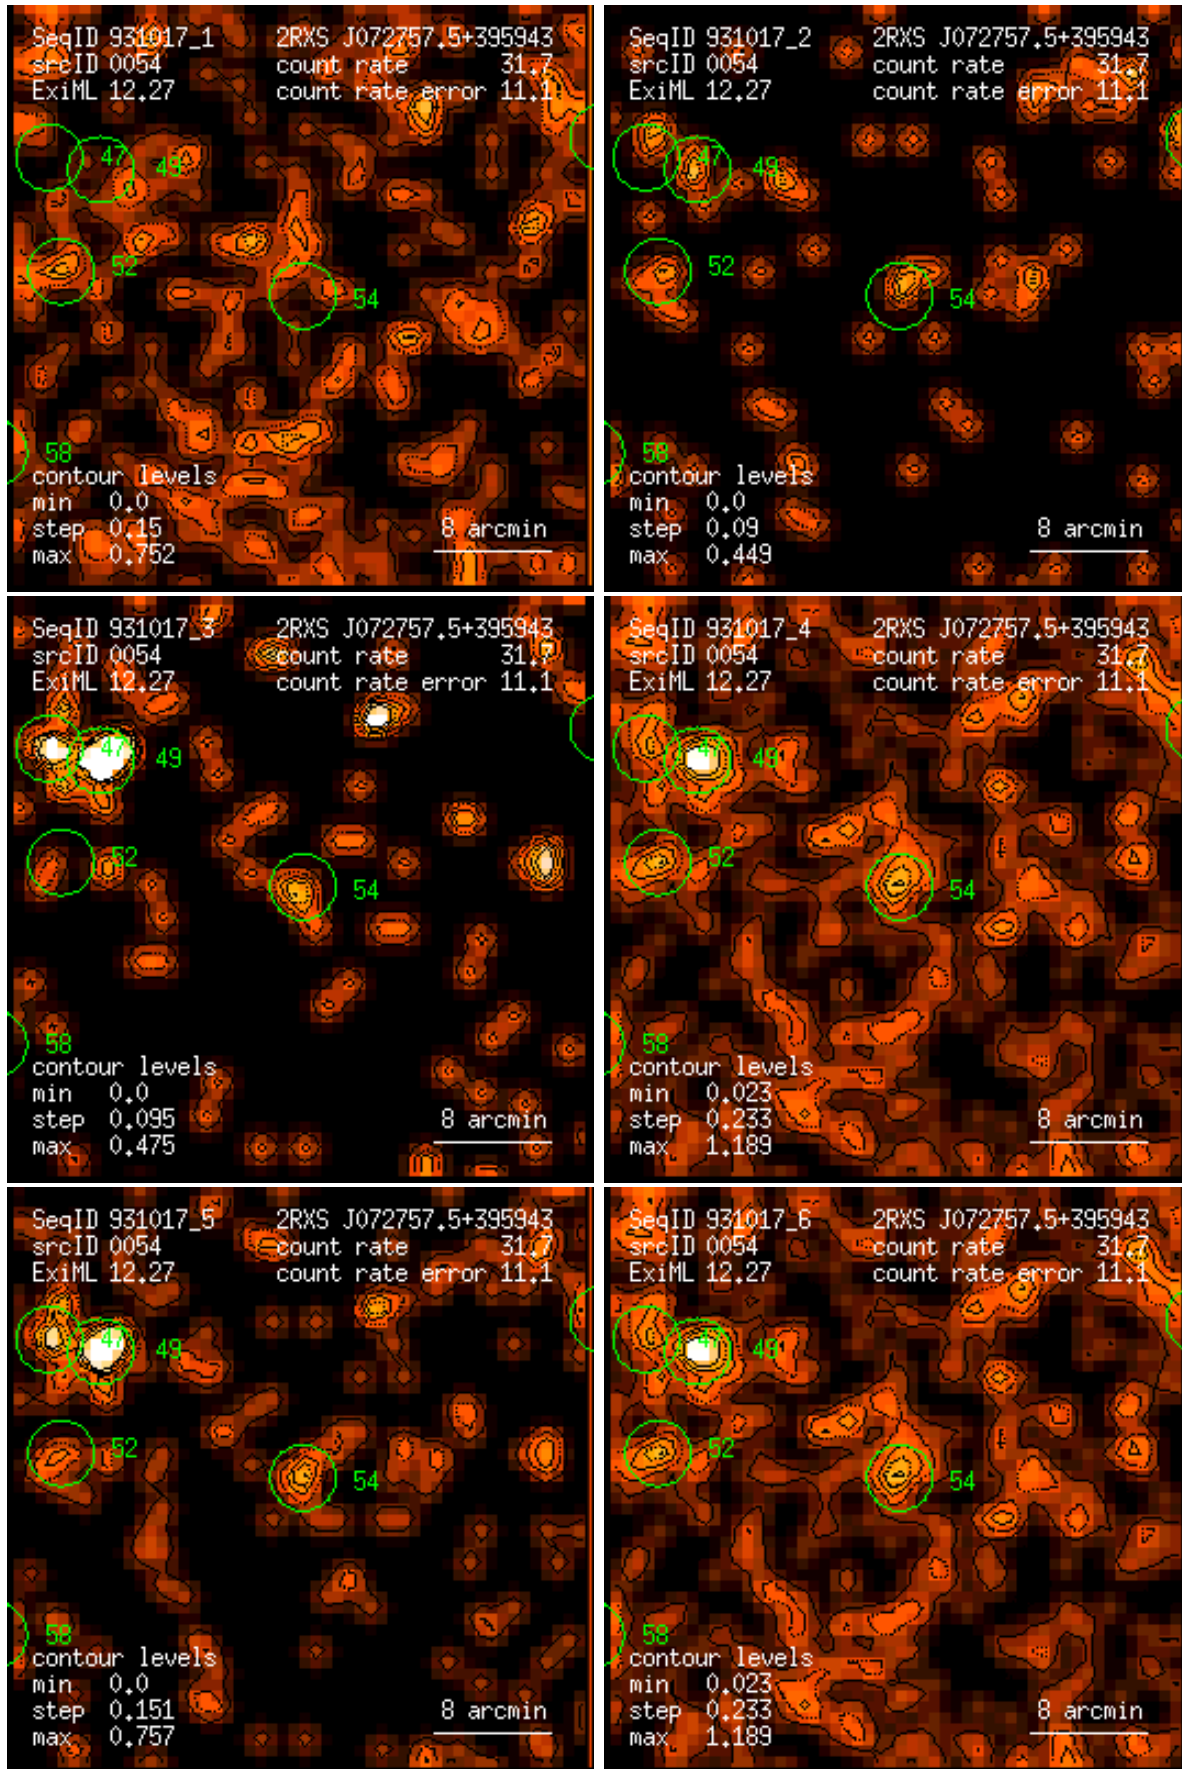 SeqID 931017_1 2RXS J072757.5+395943
srcID 0054 count rate 31.7
ExiML 12.27 count rate error 11.1
47 49
52
54
58
contour levels
min 0.0
step 0.15
max 0.752
8 arcmin
SeqID 931017_2 2RXS J072757.5+395943
srcID 0054 count rate 31.7
ExiML 12.27 count rate error 11.1
47 49
52
54
58
contour levels
min 0.0
step 0.09
max 0.449
8 arcmin
SeqID 931017_3 2RXS J072757.5+395943
srcID 0054 count rate 31.7
ExiML 12.27 count rate error 11.1
47 49
52
54
58
contour levels
min 0.0
step 0.095
max 0.475
8 arcmin
SeqID 931017_4 2RXS J072757.5+395943
srcID 0054 count rate 31.7
ExiML 12.27 count rate error 11.1
47 49
52
54
58
contour levels
min 0.023
step 0.233
max 1.189
8 arcmin
SeqID 931017_5 2RXS J072757.5+395943
srcID 0054 count rate 31.7
ExiML 12.27 count rate error 11.1
47 49
52
54
58
contour levels
min 0.0
step 0.151
max 0.757
8 arcmin
SeqID 931017_6 2RXS J072757.5+395943
srcID 0054 count rate 31.7
ExiML 12.27 count rate error 11.1
47 49
52
54
58
contour levels
min 0.023
step 0.233
max 1.189
8 arcmin